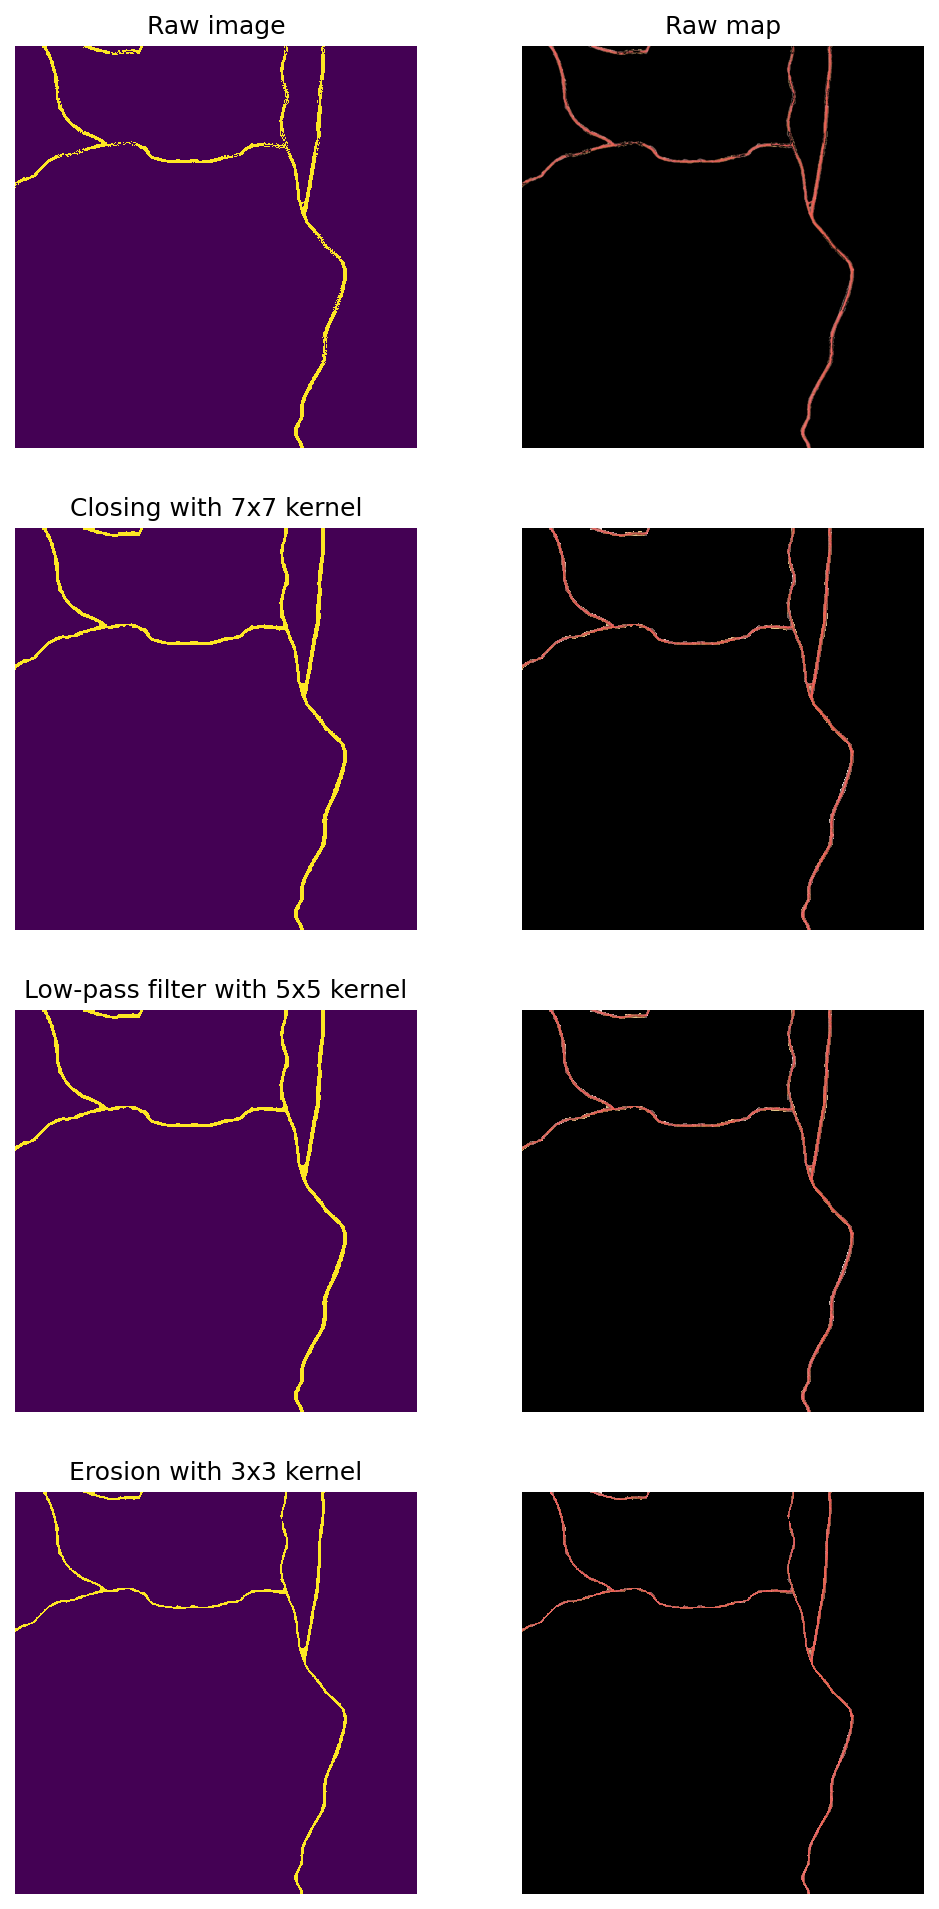 Raw image
Raw map
Closing with 7x7 kernel
Low-pass filter with 5x5 kernel
Erosion with 3x3 kernel